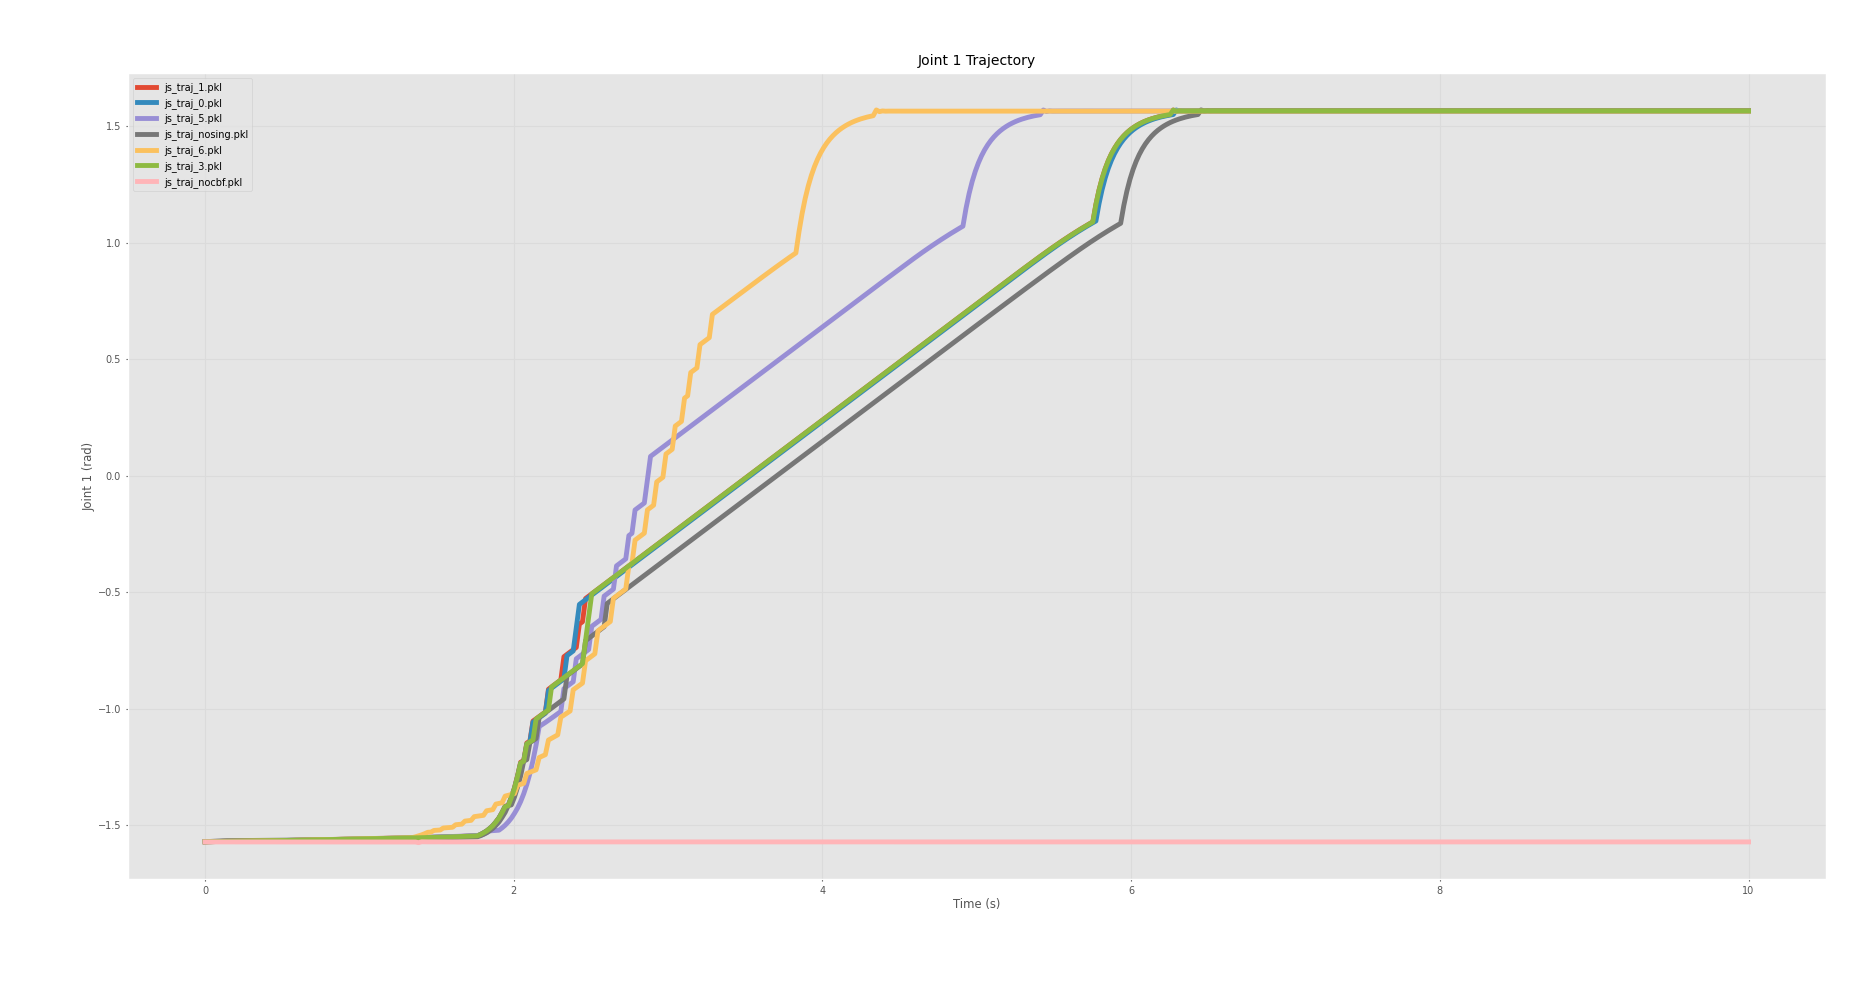 Joint 1 Trajectory
js_traj_1.pkl
js_traj_0.pkl
js_traj_5.pkl
js_traj_nosing.pkl
js_traj_6.pkl
js_traj_3.pkl
js_traj_nocbf.pkl
1.5
1.0
0.5
0.0
−0.5
−1.0
−1.5
Joint 1 (rad)
0 2 4 6 8 10
Time (s)